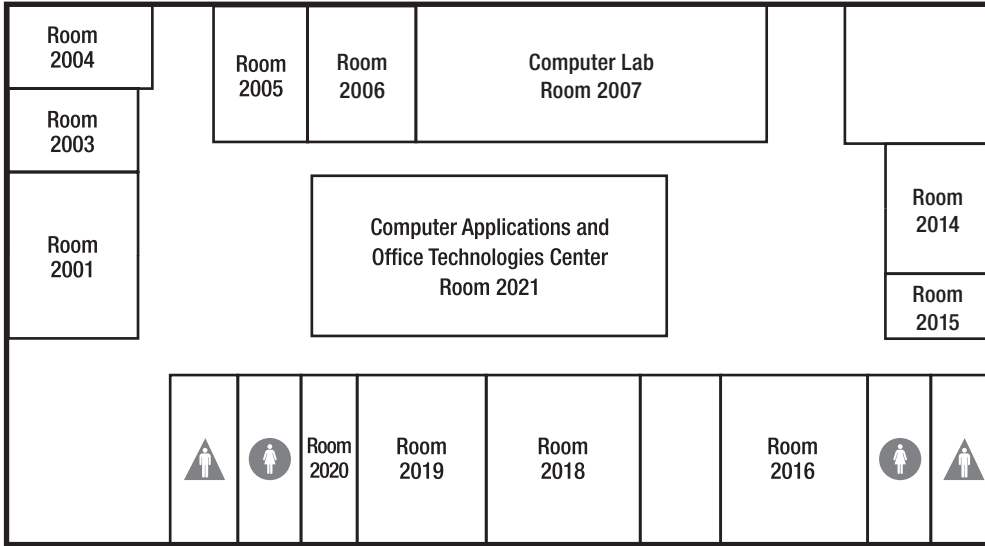 Room
2004
Room
2005
Room
2006
Computer Lab
Room 2007
Room
2003
Room
2001
Computer Applications and
Office Technologies Center
Room 2021
Room
2014
Room
2015
Room
2020
Room
2019
Room
2018
Room
2016